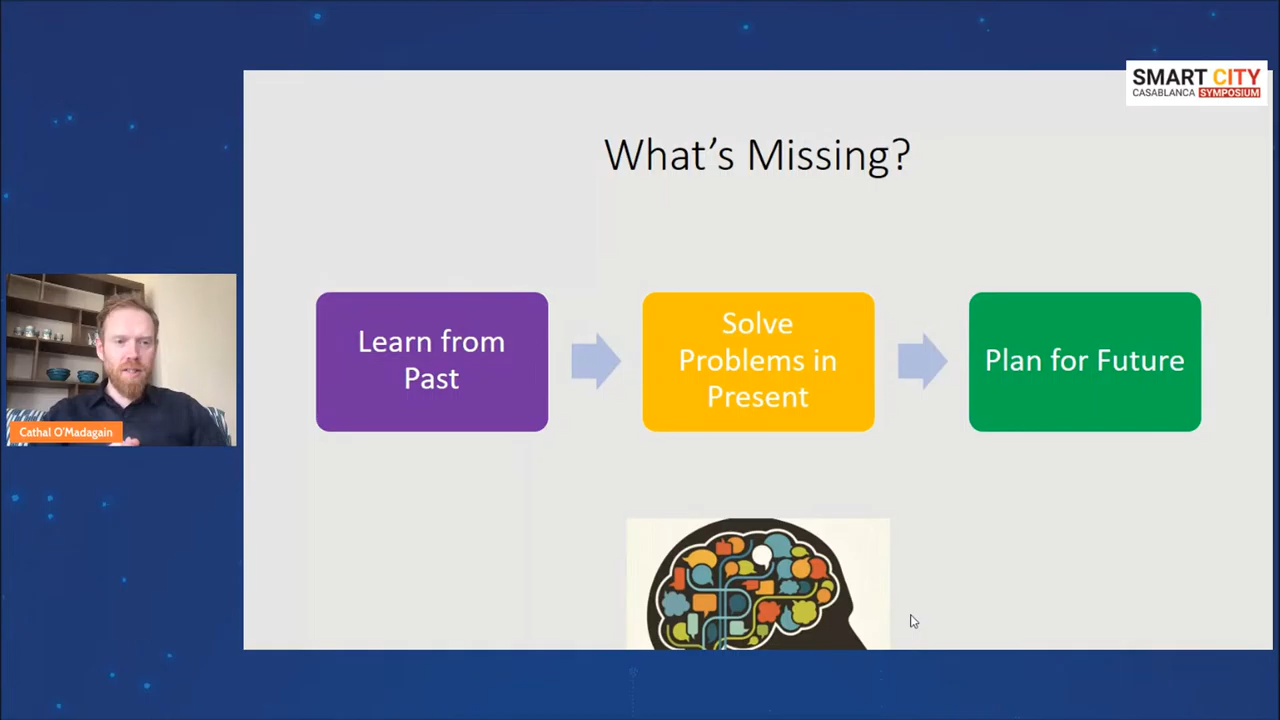 SMART CITY
CASABLANCA SYMPOSIUM
What's Missing?
Learn from
Past
Solve
Problems in
Present
Plan for Future
Cathal O'Madagain